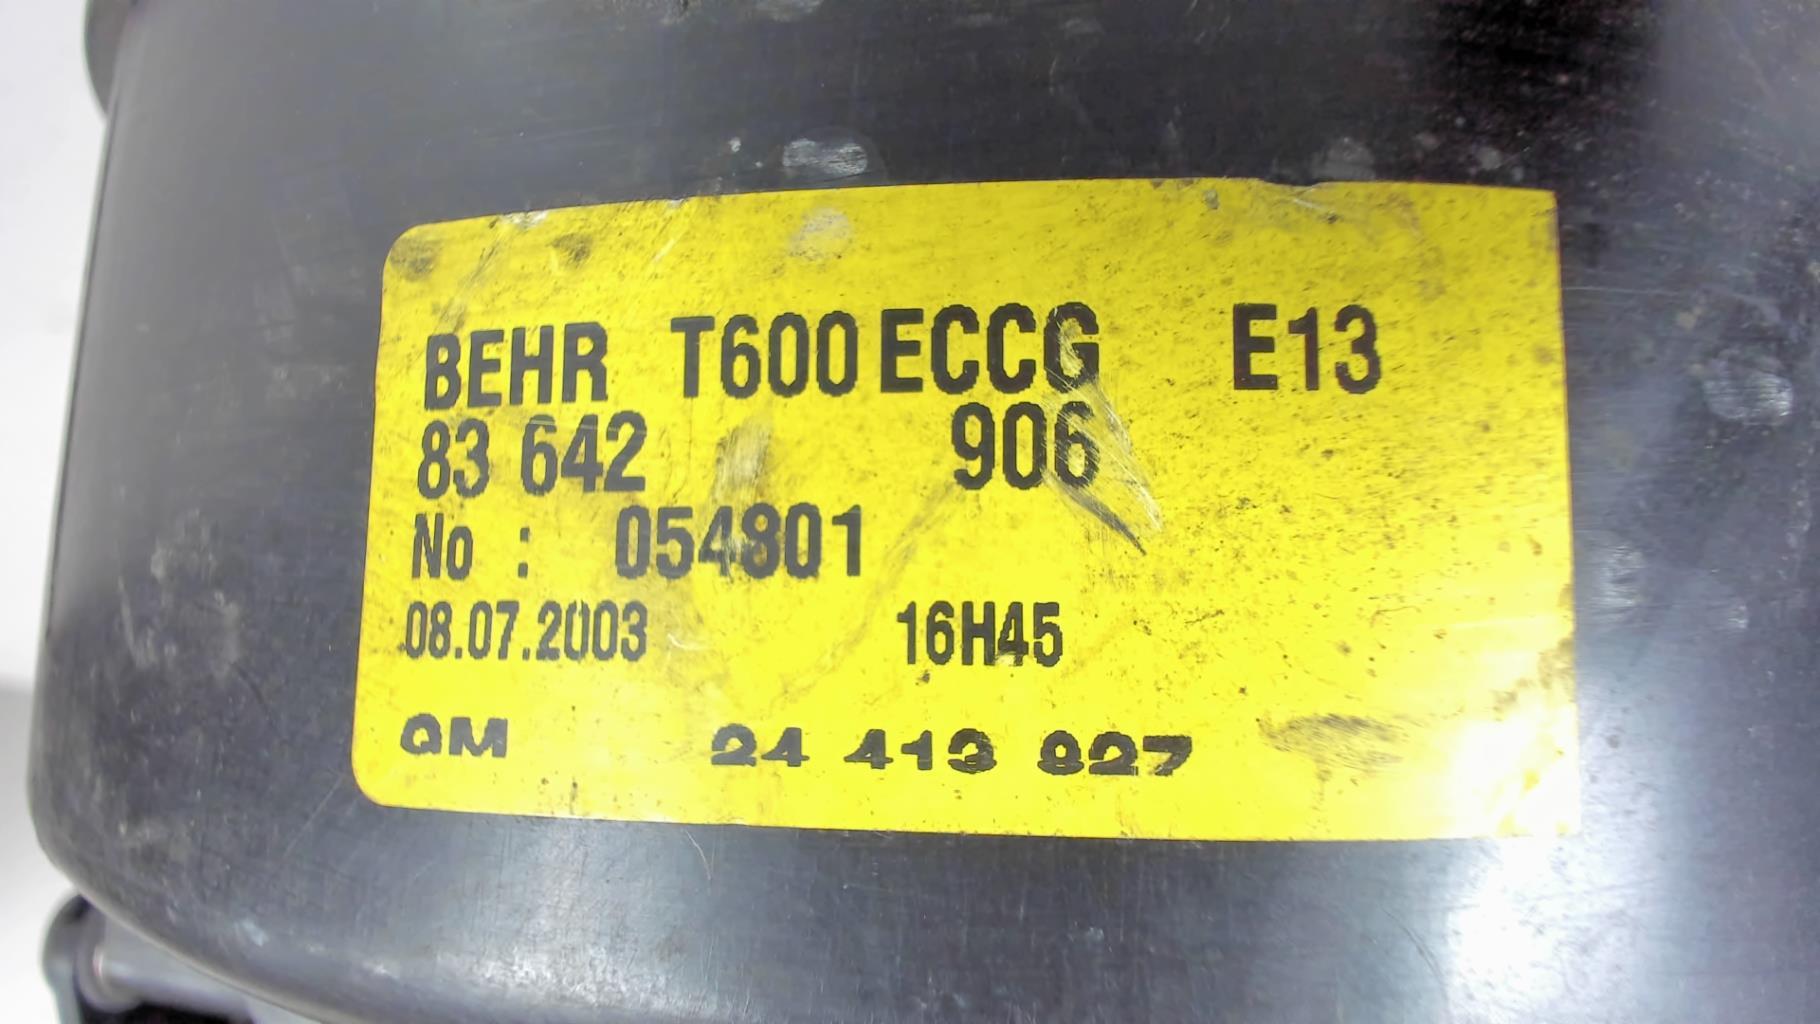 BEHR T600 ECCG E13
83 642 906
No : 054801
08.07.2003 16H45
GM 24 413 827